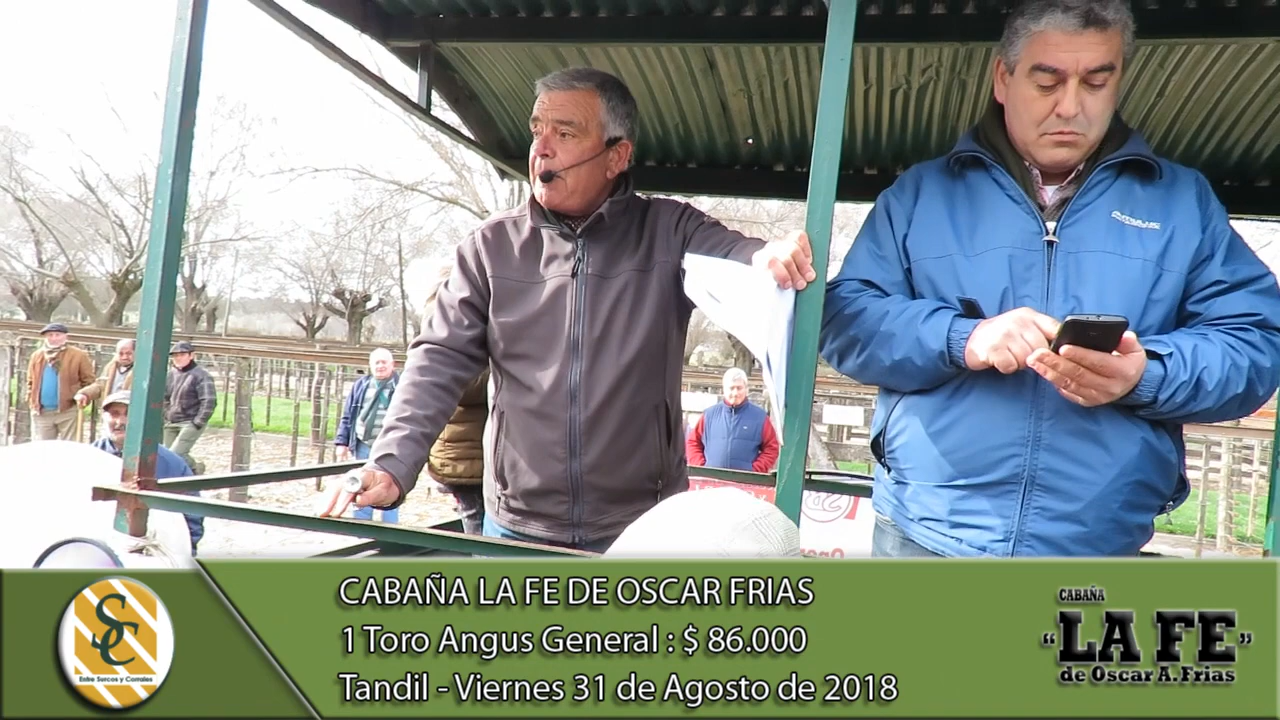 CABAÑA LA FE DE OSCAR FRIAS
1 Toro Angus General : $ 86.000
Tandil - Viernes 31 de Agosto de 2018
SC
Entre Surcos y Corrales
CABAÑA
"LA FE"
de Oscar A. Frias